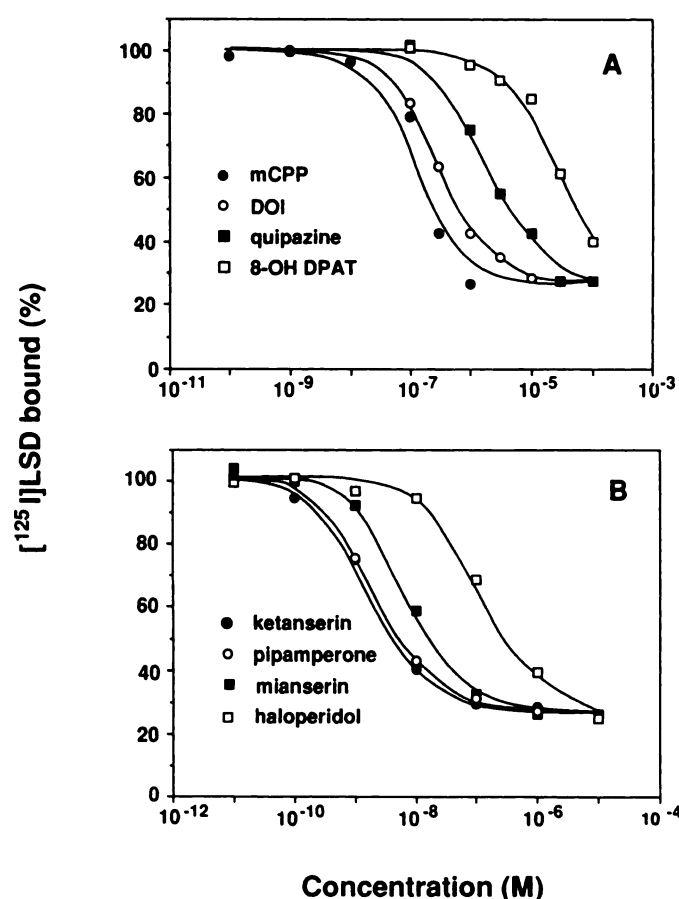 [¹²⁵I]LSD bound (%)
A
100
80
60
40
20
0
mCPP
DOI
quipazine
8-OH DPAT
10⁻¹¹ 10⁻⁹ 10⁻⁷ 10⁻⁵ 10⁻³
B
100
80
60
40
20
0
ketanserin
pipamperone
mianserin
haloperidol
10⁻¹² 10⁻¹⁰ 10⁻⁸ 10⁻⁶ 10⁻⁴
Concentration (M)